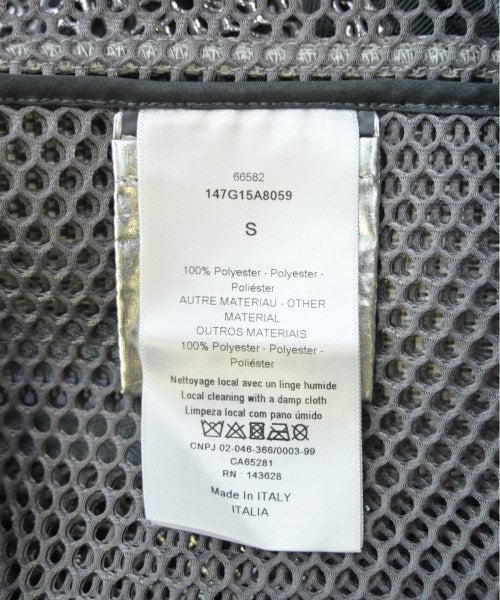 66582
147G15A8059
S
100% Polyester - Polyester -
Poliéster
AUTRE MATERIAU - OTHER
MATERIAL
OUTROS MATERIAIS
100% Polyester - Polyester -
Poliéster
Nettoyage local avec un linge humide
Local cleaning with a damp cloth
Limpeza local com pano úmido
CNPJ 02-046-366/0003-99
CA65281
RN : 143628
Made In ITALY
ITALIA